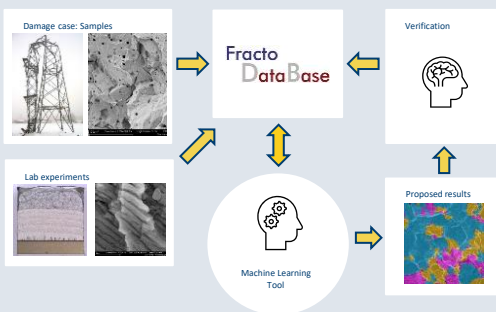 Damage case: Samples
Fracto
DataBase
Verification
Lab experiments
Machine Learning
Tool
Proposed results